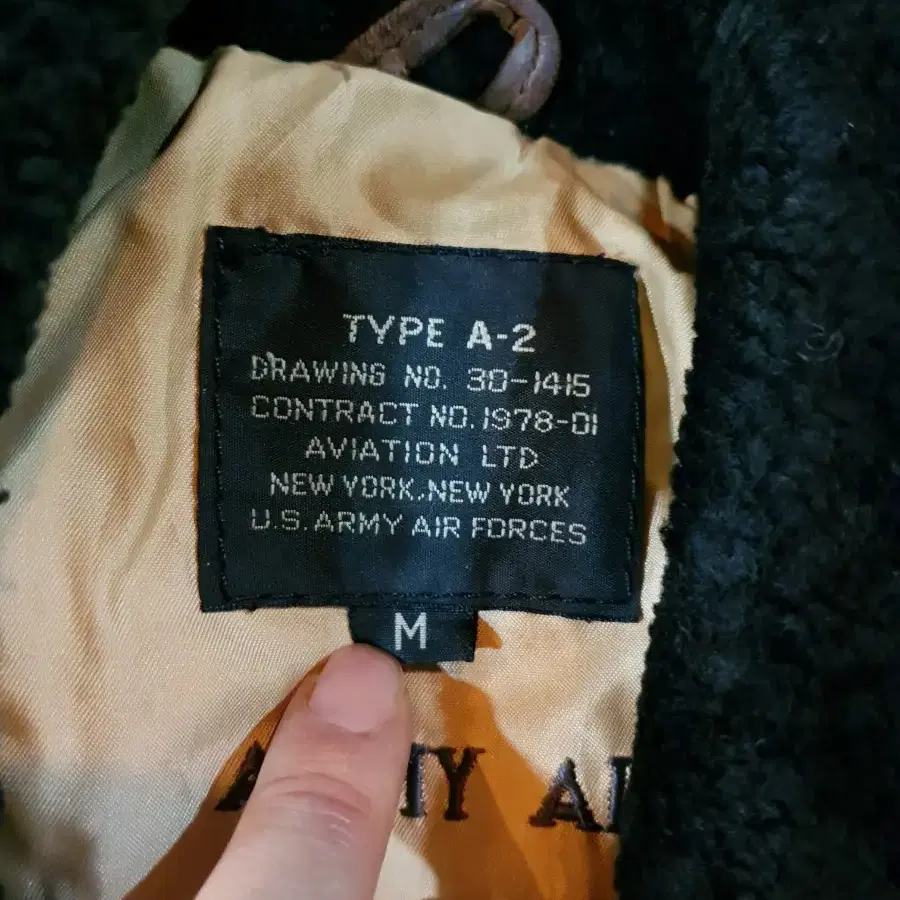 TYPE A-2
DRAWING NO. 30-1415
CONTRACT NO. 1978-01
AVIATION LTD
NEW YORK, NEW YORK
U.S. ARMY AIR FORCES
M